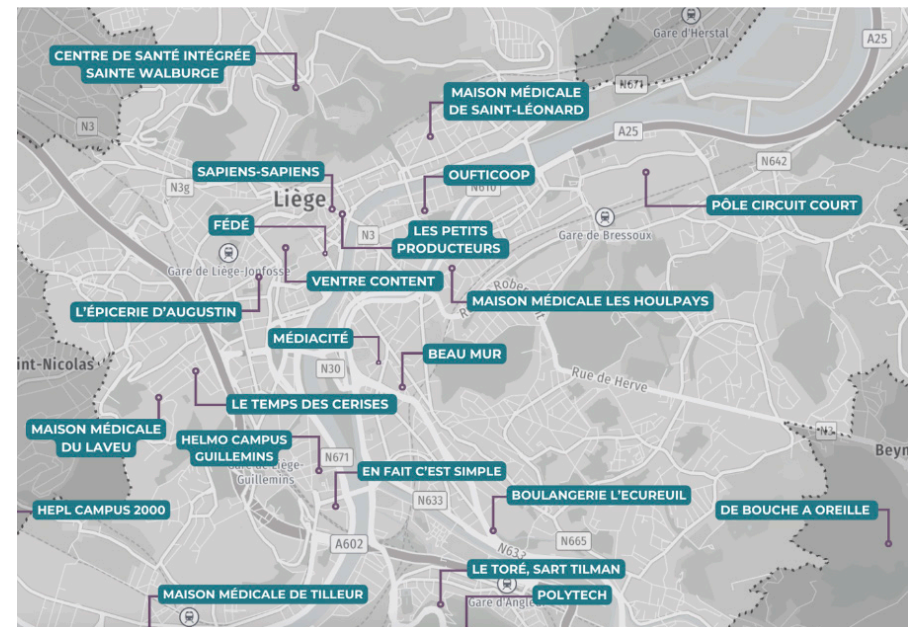 Gare d'Herstal
A25
CENTRE DE SANTÉ INTÉGRÉE
SAINTE WALBURGE
N671
MAISON MÉDICALE
DE SAINT-LÉONARD
N3
A25
N642
SAPIENS-SAPIENS
OUFTICOOP
N3g
N610
Liège
PÔLE CIRCUIT COURT
FÉDÉ
N3
LES PETITS
PRODUCTEURS
Gare de Bressoux
Gare de Liège-Jonfosse
VENTRE CONTENT
MAISON MÉDICALE LES HOULPAYS
L'ÉPICERIE D'AUGUSTIN
MÉDIACITÉ
BEAU MUR
int-Nicolas
N30
Rue de Herve
LE TEMPS DES CERISES
MAISON MÉDICALE
DU LAVEU
HELMO CAMPUS
GUILLEMINS
N3
N671
Beyn
EN FAIT C'EST SIMPLE
Guillemins
BOULANGERIE L'ECUREUIL
N633
HEPL CAMPUS 2000
DE BOUCHE A OREILLE
A602
N633
N665
LE TORÉ, SART TILMAN
MAISON MÉDICALE DE TILLEUR
POLYTECH
Gare d'Angle